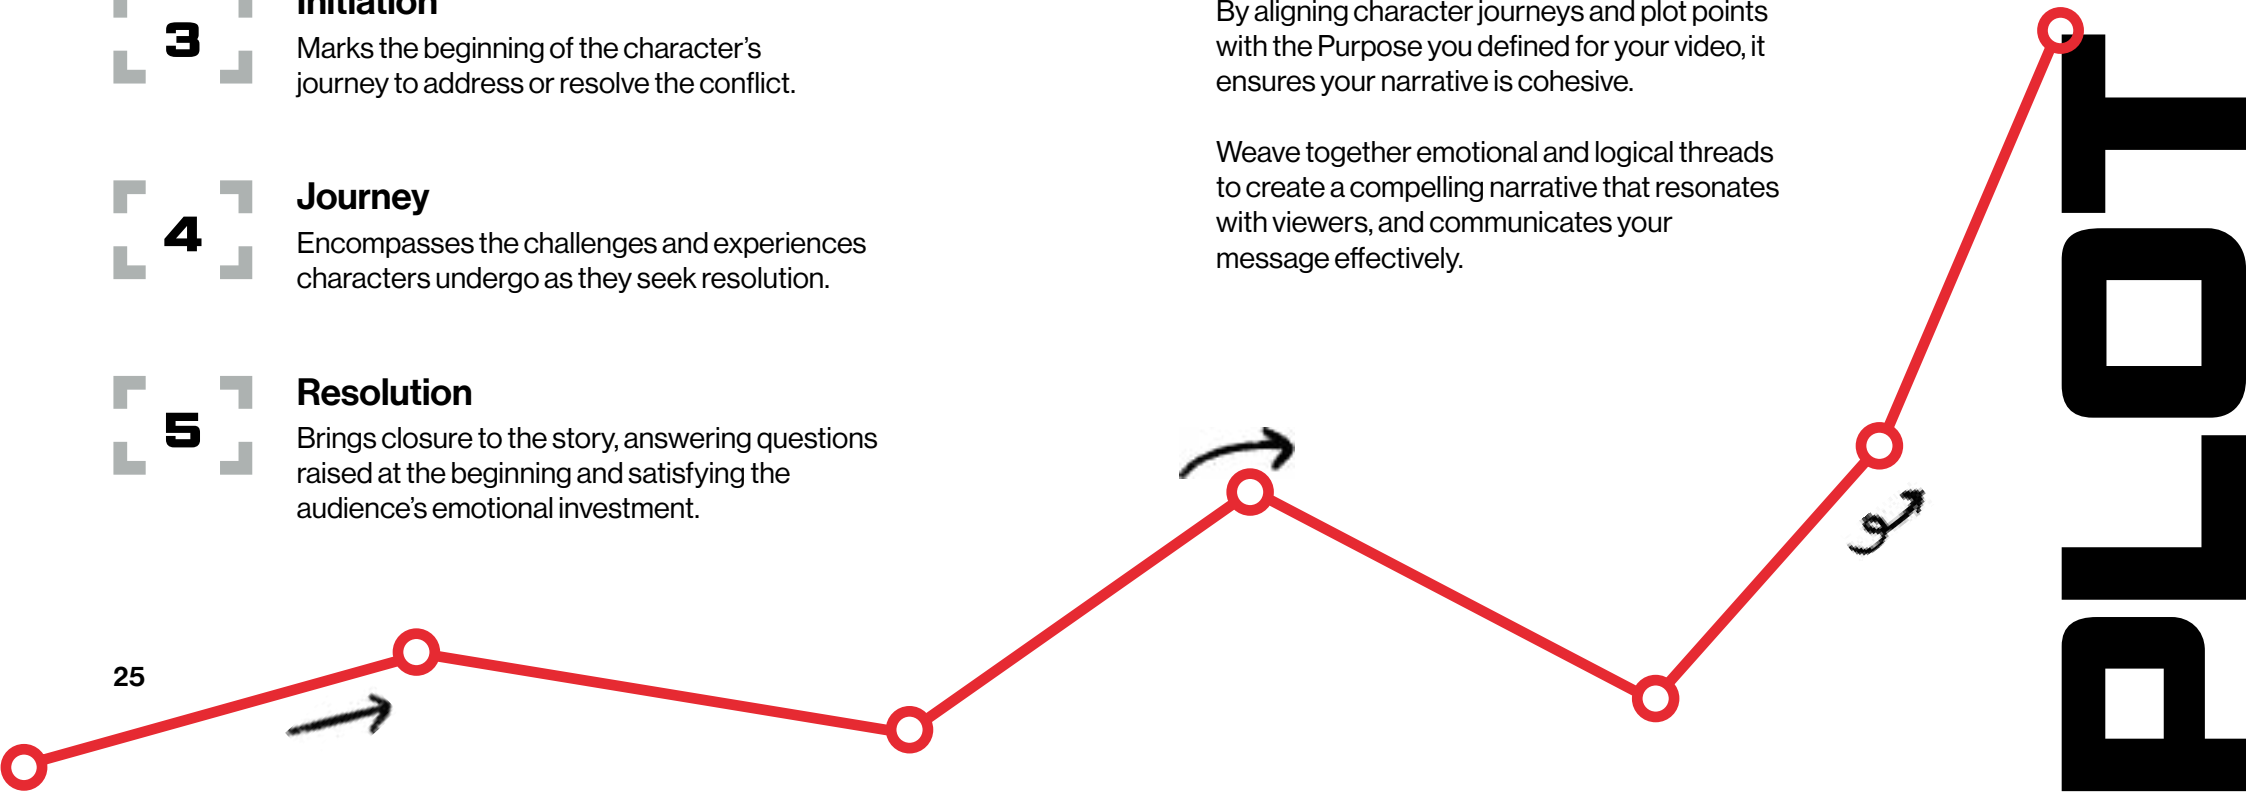 3
Initiation
Marks the beginning of the character’s
journey to address or resolve the conflict.
4
Journey
Encompasses the challenges and experiences
characters undergo as they seek resolution.
5
Resolution
Brings closure to the story, answering questions
raised at the beginning and satisfying the
audience’s emotional investment.
By aligning character journeys and plot points
with the Purpose you defined for your video, it
ensures your narrative is cohesive.
Weave together emotional and logical threads
to create a compelling narrative that resonates
with viewers, and communicates your
message effectively.
25
PLOT